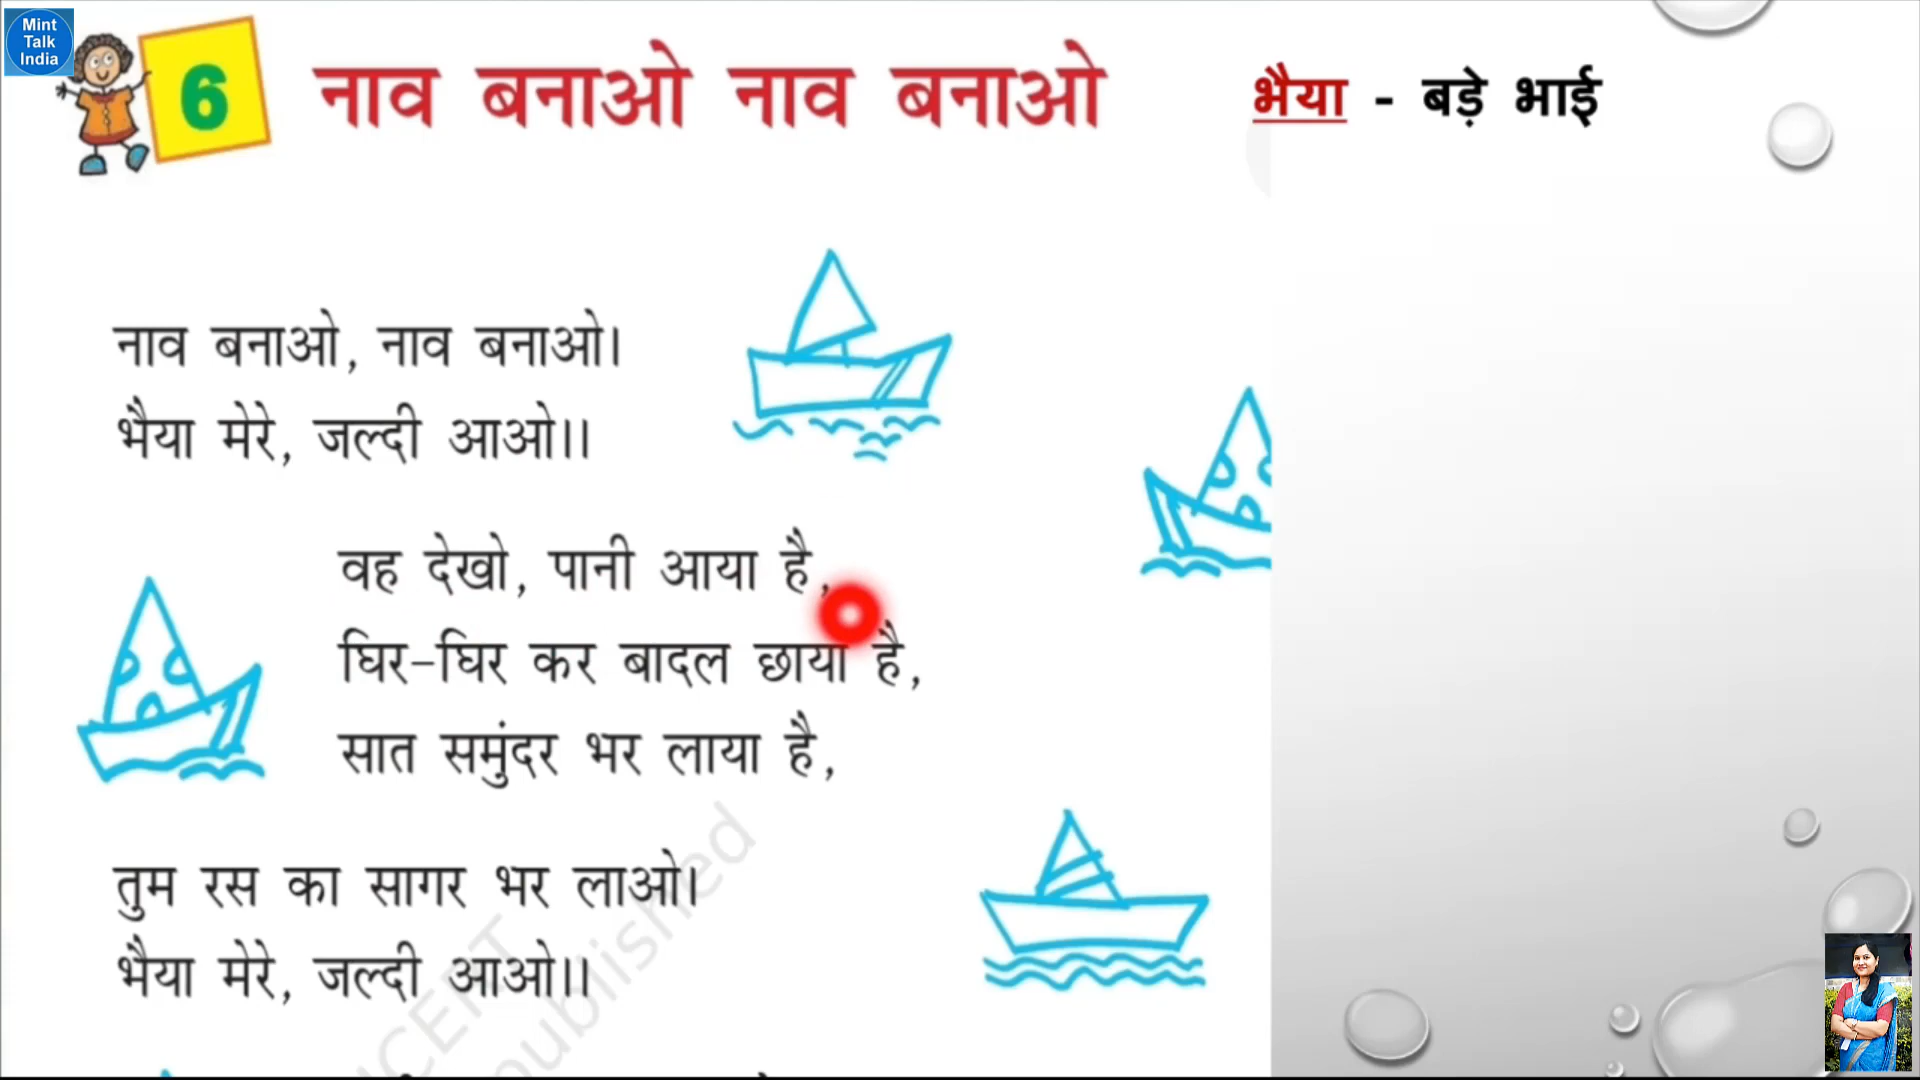 Mint
Talk
India
6
नाव बनाओ नाव बनाओ
भैया - बड़े भाई
नाव बनाओ, नाव बनाओ।
भैया मेरे, जल्दी आओ।।
वह देखो, पानी आया है,
घिर-घिर कर बादल छाया है,
सात समुंदर भर लाया है,
तुम रस का सागर भर लाओ।
भैया मेरे, जल्दी आओ।।
published